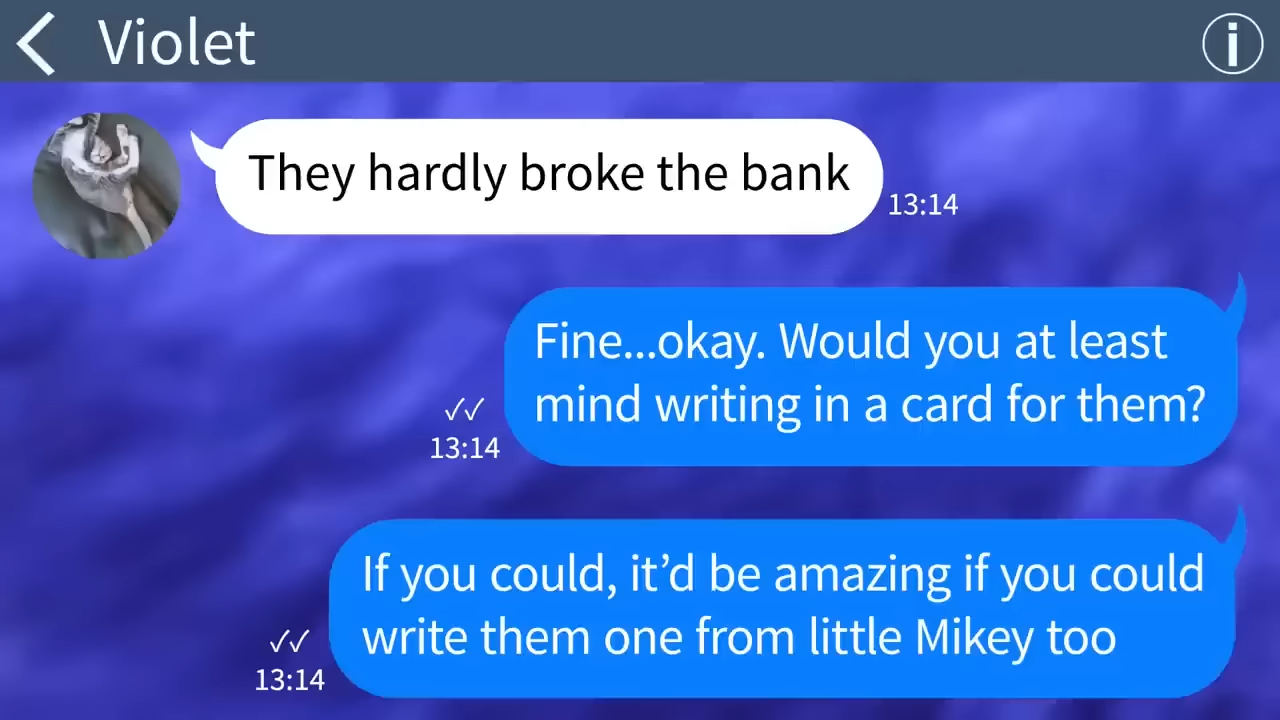 Violet
They hardly broke the bank
13:14
Fine...okay. Would you at least
mind writing in a card for them?
13:14
If you could, it’d be amazing if you could
write them one from little Mikey too
13:14